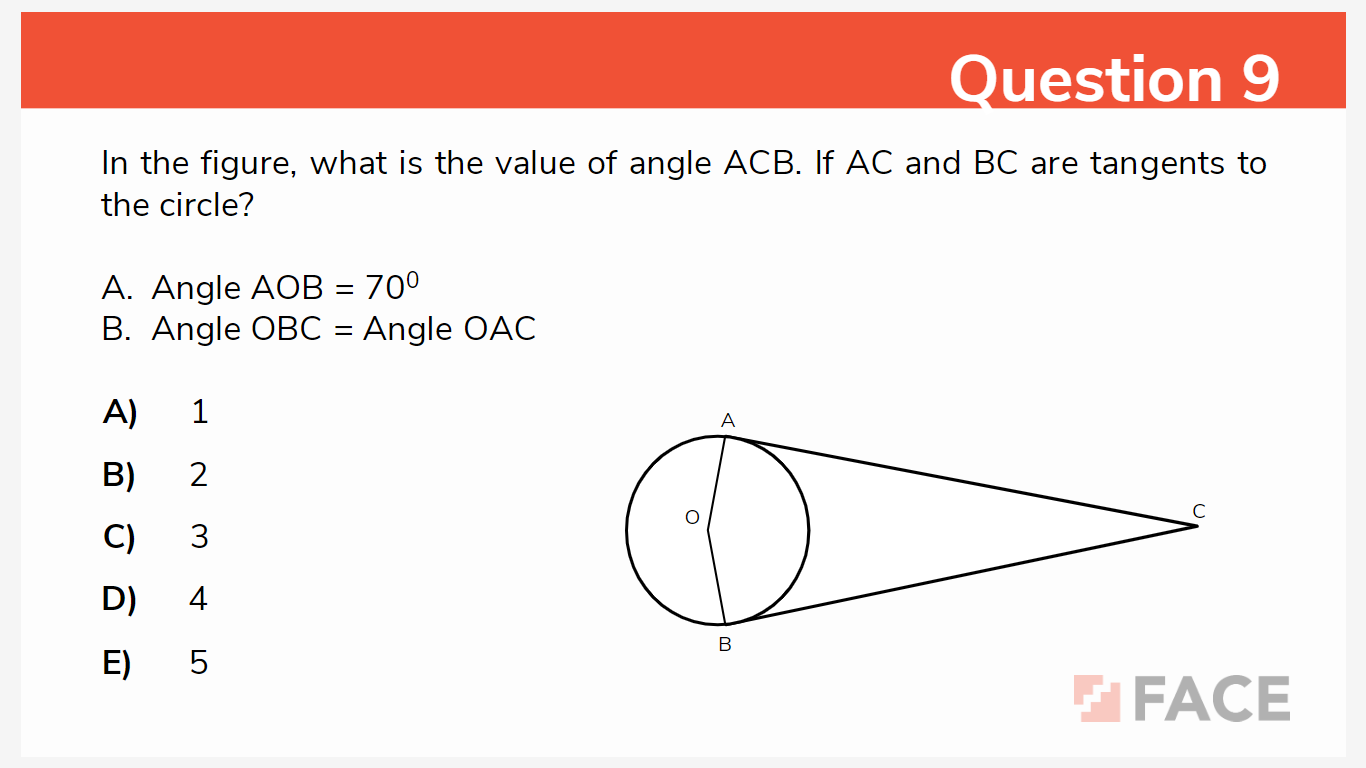 Question 9
In the figure, what is the value of angle ACB. If AC and BC are tangents to
the circle?
A. Angle AOB = 70⁰
B. Angle OBC = Angle OAC
A) 1
B) 2
C) 3
D) 4
E) 5
A
O
C
B
FACE